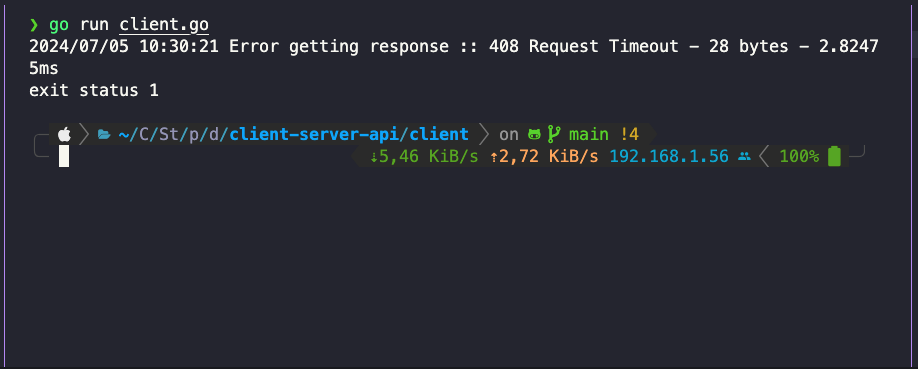 ❯ go run client.go
2024/07/05 10:30:21 Error getting response :: 408 Request Timeout - 28 bytes - 2.8247
5ms
exit status 1
~/C/St/p/d/client-server-api/client on main !4
↓5,46 KiB/s ↑2,72 KiB/s 192.168.1.56 100%